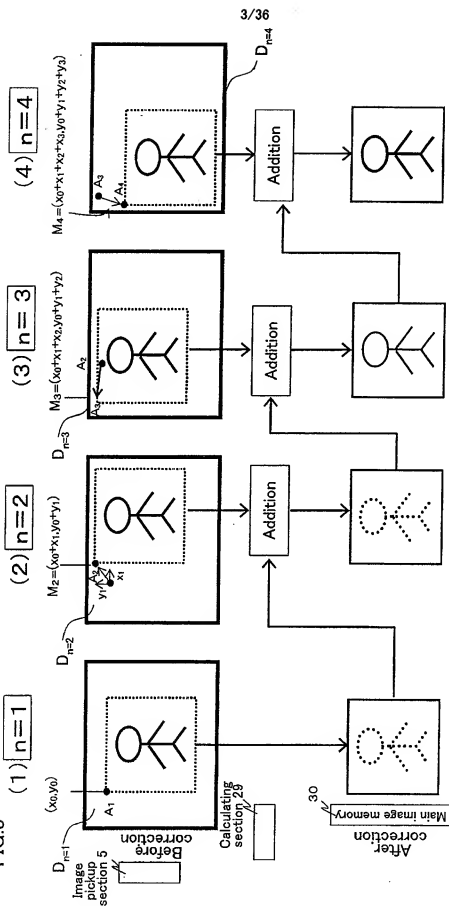 3/36
(1) n=1
(2) n=2
(3) n=3
(4) n=4
(x0,y0)
M2=(x0+x1,y0+y1)
M3=(x0+x1+x2,y0+y1+y2)
M4=(x0+x1+x2+x3,y0+y1+y2+y3)
Dn=1
A1
Dn=2
A2
y1
x1
Dn=3
A3
A2
A3
A4
Dn=4
Image
pickup
section 5
Before
correction
Calculating
section 29
Addition
Addition
Addition
30
Main image memory
After
correction